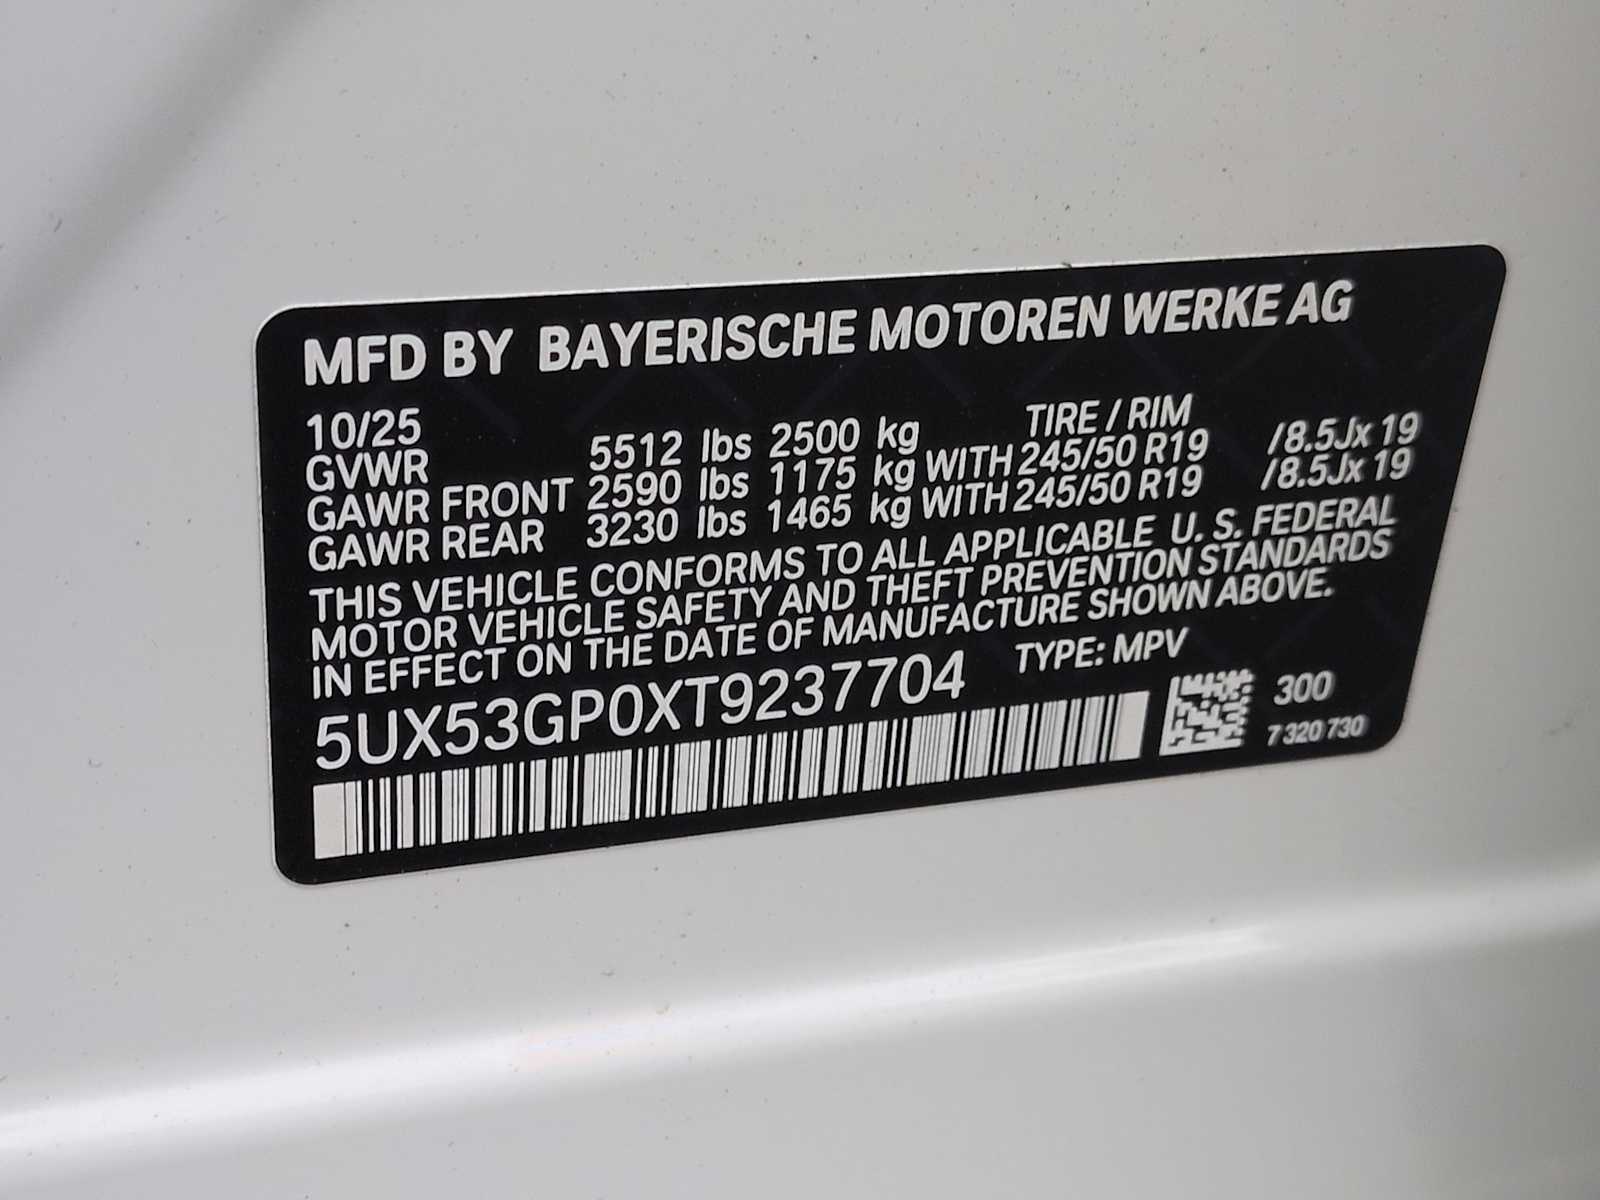 MFD BY BAYERISCHE MOTOREN WERKE AG
10/25 TIRE / RIM
GVWR 5512 lbs 2500 kg
GAWR FRONT 2590 lbs 1175 kg WITH 245/50 R19 /8.5Jx 19
GAWR REAR 3230 lbs 1465 kg WITH 245/50 R19 /8.5Jx 19
THIS VEHICLE CONFORMS TO ALL APPLICABLE U. S. FEDERAL
MOTOR VEHICLE SAFETY AND THEFT PREVENTION STANDARDS
IN EFFECT ON THE DATE OF MANUFACTURE SHOWN ABOVE.
5UX53GP0XT9237704 TYPE: MPV
300
7 320 730